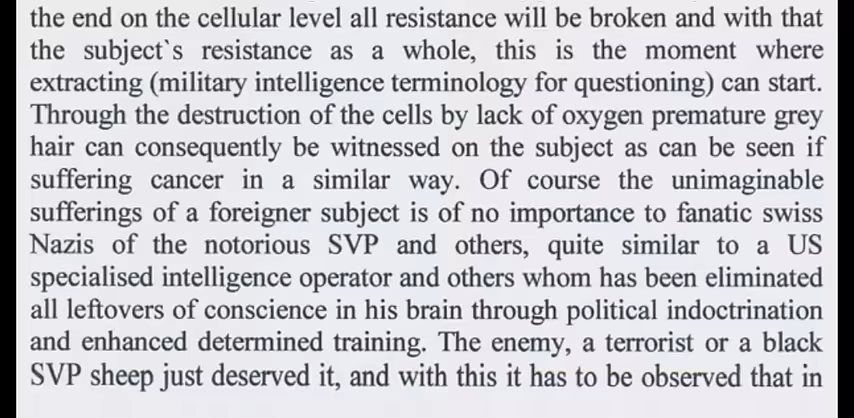 the end on the cellular level all resistance will be broken and with that
the subject`s resistance as a whole, this is the moment where
extracting (military intelligence terminology for questioning) can start.
Through the destruction of the cells by lack of oxygen premature grey
hair can consequently be witnessed on the subject as can be seen if
suffering cancer in a similar way. Of course the unimaginable
sufferings of a foreigner subject is of no importance to fanatic swiss
Nazis of the notorious SVP and others, quite similar to a US
specialised intelligence operator and others whom has been eliminated
all leftovers of conscience in his brain through political indoctrination
and enhanced determined training. The enemy, a terrorist or a black
SVP sheep just deserved it, and with this it has to be observed that in